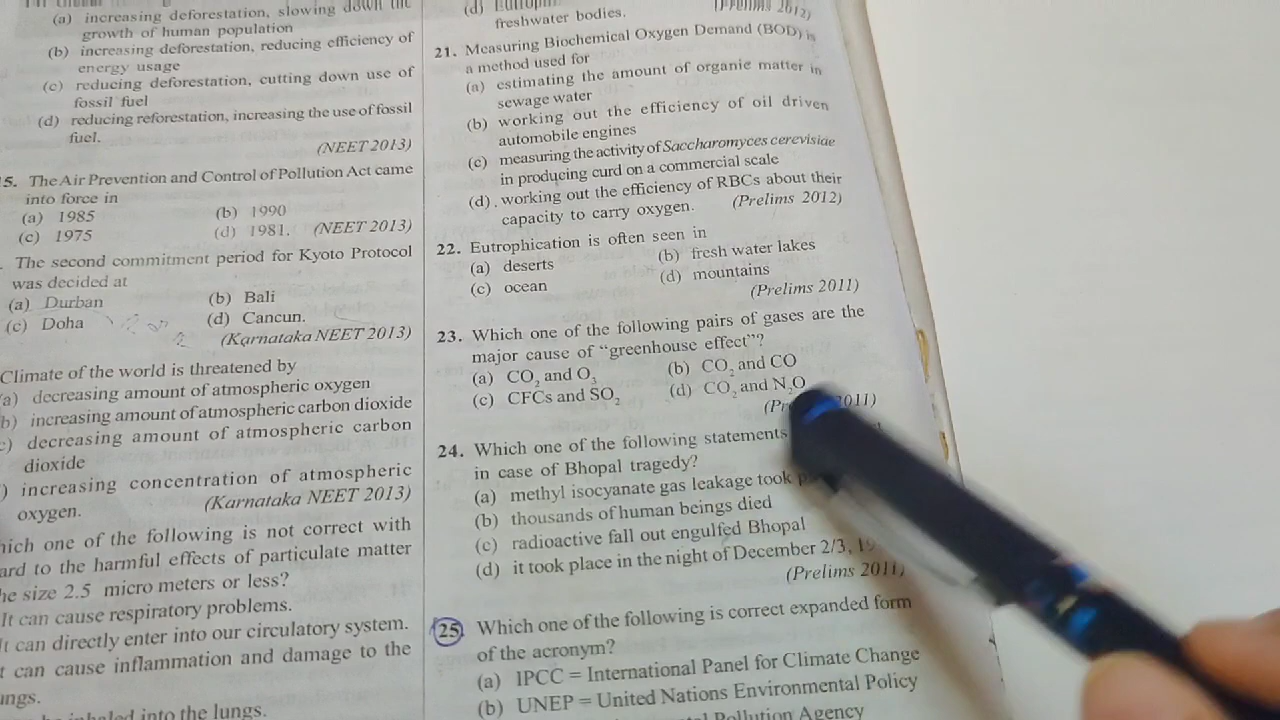 (a) increasing deforestation, slowing down the
growth of human population
(b) increasing deforestation, reducing efficiency of
energy usage
(c) reducing deforestation, cutting down use of
fossil fuel
(d) reducing reforestation, increasing the use of fossil
fuel.
(NEET 2013)
5. The Air Prevention and Control of Pollution Act came
into force in
(a) 1985 (b) 1990
(c) 1975 (d) 1981. (NEET 2013)
The second commitment period for Kyoto Protocol
was decided at
(a) Durban (b) Bali
(c) Doha (d) Cancun.
(Karnataka NEET 2013)
Climate of the world is threatened by
a) decreasing amount of atmospheric oxygen
b) increasing amount of atmospheric carbon dioxide
c) decreasing amount of atmospheric carbon
dioxide
) increasing concentration of atmospheric
oxygen. (Karnataka NEET 2013)
hich one of the following is not correct with
ard to the harmful effects of particulate matter
he size 2.5 micro meters or less?
It can cause respiratory problems.
It can directly enter into our circulatory system.
t can cause inflammation and damage to the
ungs.
inhaled into the lungs.
(d)
freshwater bodies. (Prelims 2012)
21. Measuring Biochemical Oxygen Demand (BOD) is
a method used for
(a) estimating the amount of organic matter in
sewage water
(b) working out the efficiency of oil driven
automobile engines
(c) measuring the activity of Saccharomyces cerevisiae
in producing curd on a commercial scale
(d) working out the efficiency of RBCs about their
capacity to carry oxygen. (Prelims 2012)
22. Eutrophication is often seen in
(a) deserts (b) fresh water lakes
(c) ocean (d) mountains
(Prelims 2011)
23. Which one of the following pairs of gases are the
major cause of "greenhouse effect"?
(a) CO₂ and O₃ (b) CO₂ and CO
(c) CFCs and SO₂ (d) CO₂ and N₂O
2011)
24. Which one of the following statements
in case of Bhopal tragedy?
(a) methyl isocyanate gas leakage took
(b) thousands of human beings died
(c) radioactive fall out engulfed Bhopal
(d) it took place in the night of December 2/3,
(Prelims 2011)
25. Which one of the following is correct expanded form
of the acronym?
(a) IPCC = International Panel for Climate Change
(b) UNEP = United Nations Environmental Policy
Pollution Agency